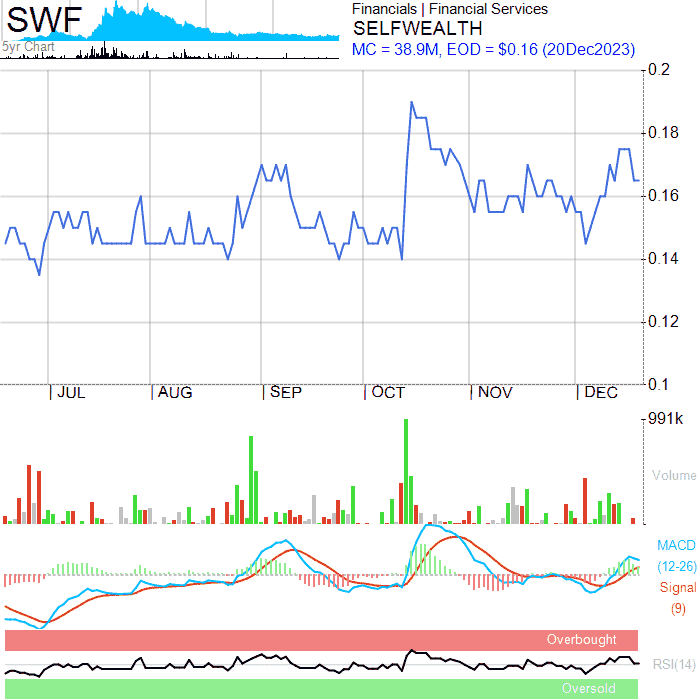 SWF
5yr Chart
Financials | Financial Services
SELFWEALTH
MC = 38.9M, EOD = $0.16 (20Dec2023)
0.2
0.18
0.16
0.14
0.12
0.1
JUL AUG SEP OCT NOV DEC
991k
Volume
MACD
(12-26)
Signal
(9)
Overbought
RSI(14)
Oversold